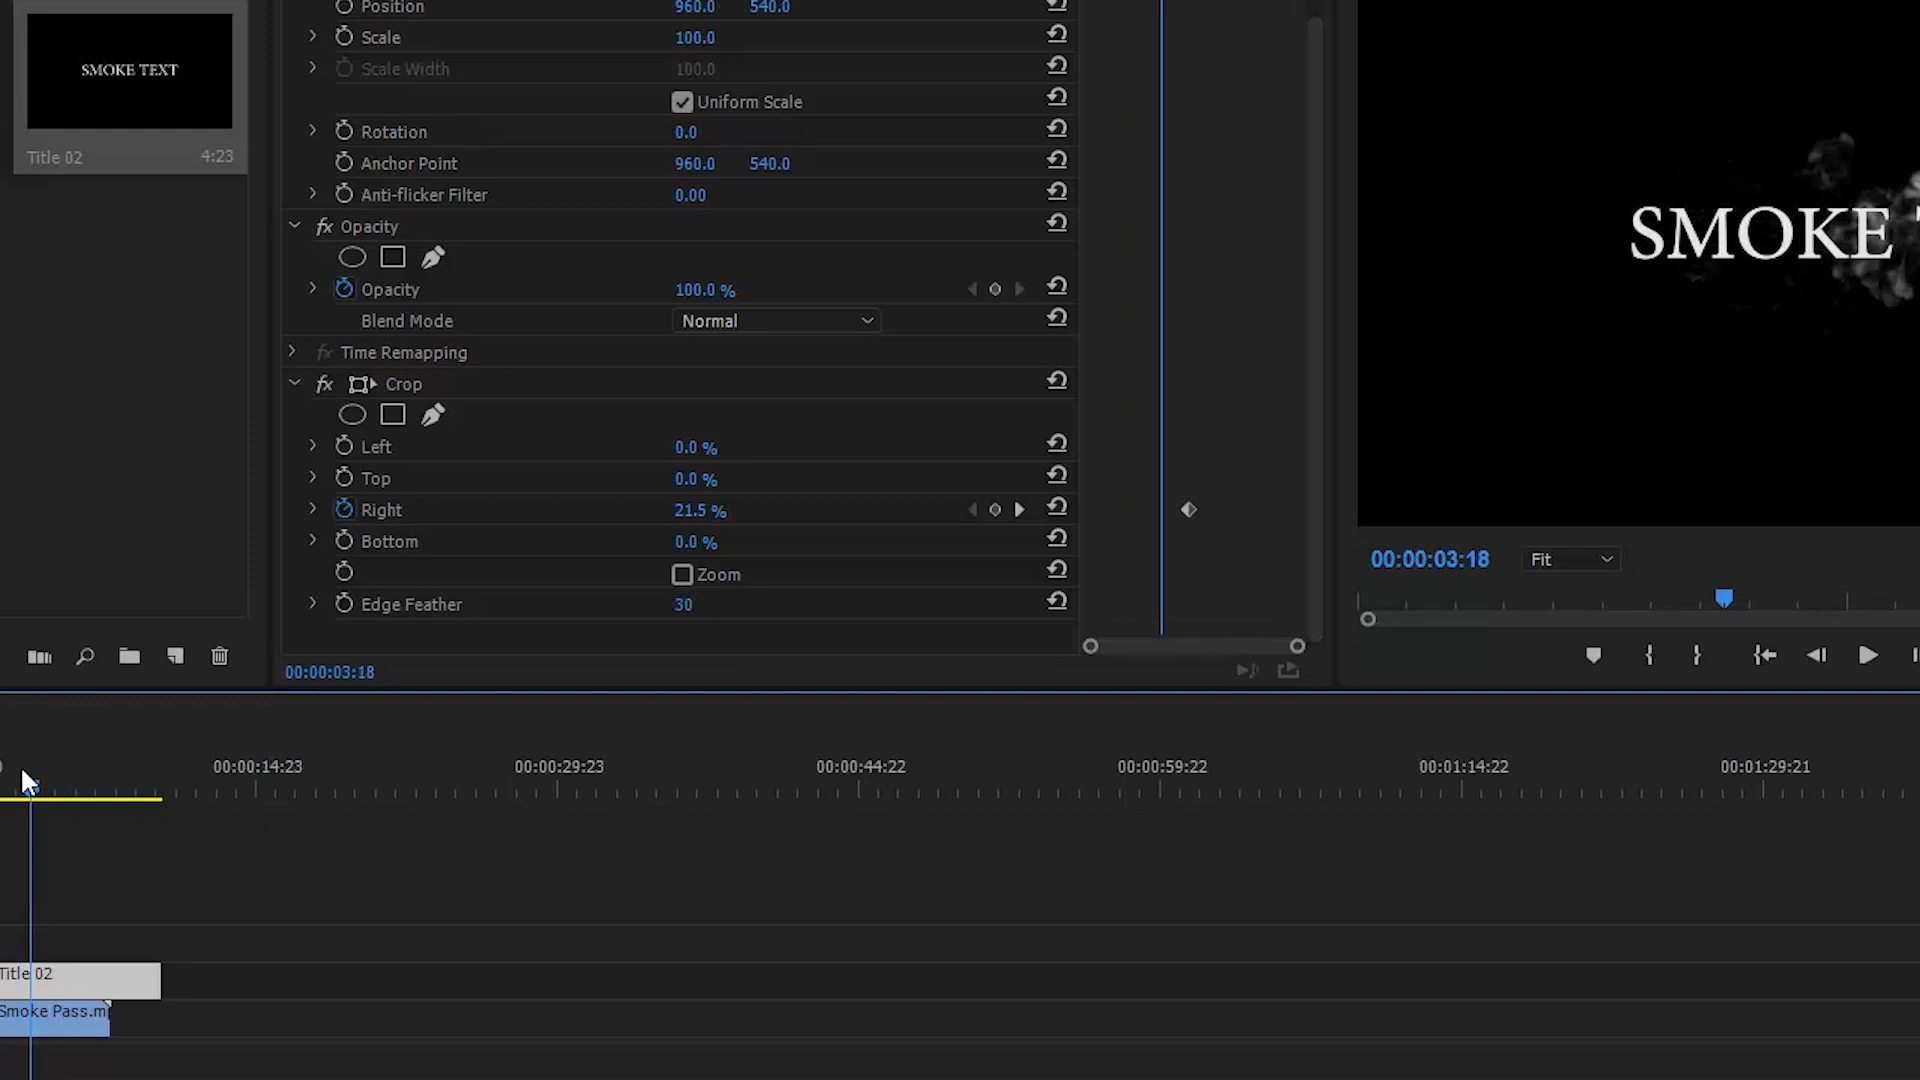 SMOKE TEXT
Title 02 4:23
Position 960.0 540.0
Scale 100.0
Scale Width 100.0
Uniform Scale
Rotation 0.0
Anchor Point 960.0 540.0
Anti-flicker Filter 0.00
fx Opacity
Opacity 100.0 %
Blend Mode Normal
fx Time Remapping
fx Crop
Left 0.0 %
Top 0.0 %
Right 21.5 %
Bottom 0.0 %
Zoom
Edge Feather 30
00:00:03:18
SMOKE
00:00:03:18 Fit
00:00:14:23 00:00:29:23 00:00:44:22 00:00:59:22 00:01:14:22 00:01:29:21
Title 02
Smoke Pass.m